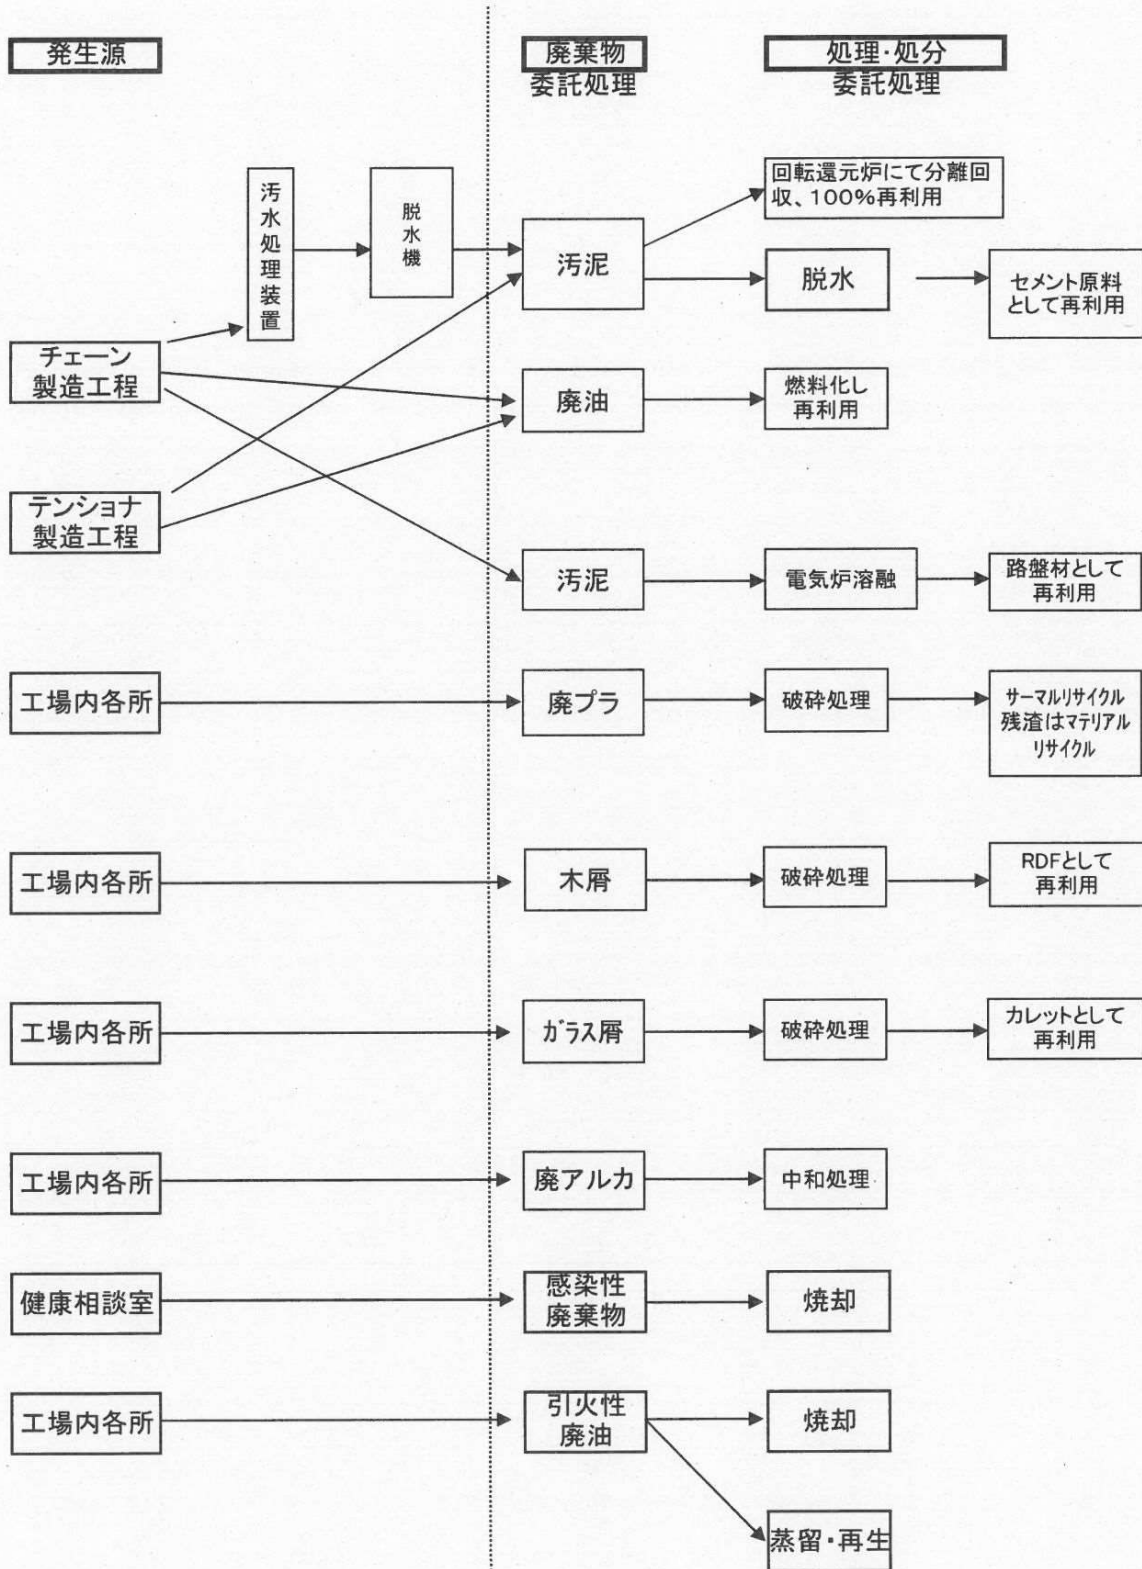 発生源
廃棄物
委託処理
処理・処分
委託処理
汚水処理装置
脱水機
汚泥
回転還元炉にて分離回
収、100%再利用
脱水
セメント原料
として再利用
チェーン
製造工程
廃油
燃料化し
再利用
テンショナ
製造工程
汚泥
電気炉溶融
路盤材として
再利用
工場内各所
廃プラ
破砕処理
サーマルリサイクル
残渣はマテリアル
リサイクル
工場内各所
木屑
破砕処理
RDFとして
再利用
工場内各所
ガラス屑
破砕処理
カレットとして
再利用
工場内各所
廃アルカ
中和処理
健康相談室
感染性
廃棄物
焼却
工場内各所
引火性
廃油
焼却
蒸留・再生